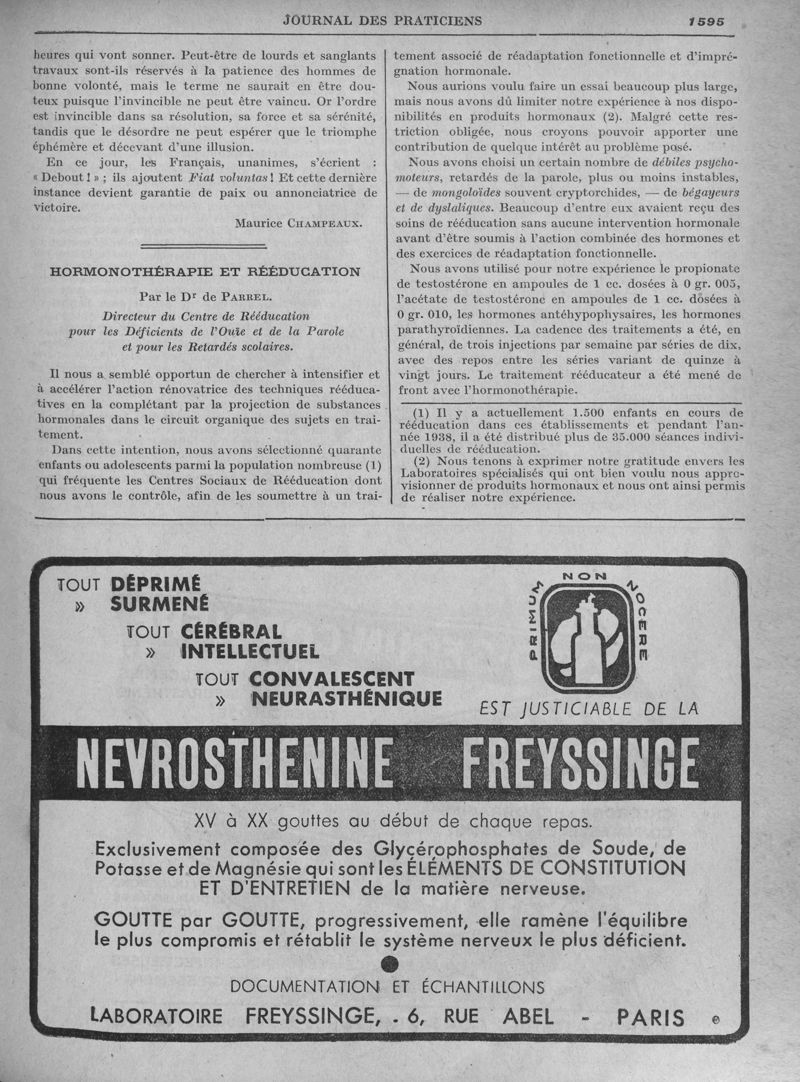 JOURNAL DES PRATICIENS 1595
heures qui vont sonner. Peut-être de lourds et sanglants
travaux sont-ils réservés à la patience des hommes de
bonne volonté, mais le terme ne saurait en être dou-
teux puisque l'invincible ne peut être vaincu. Or l'ordre
est invincible dans sa résolution, sa force et sa sérénité,
tandis que le désordre ne peut espérer que le triomphe
éphémère et décevant d'une illusion.
En ce jour, les Français, unanimes, s'écrient :
« Debout ! » ; ils ajoutent Fiat voluntas ! Et cette dernière
instance devient garantie de paix ou annonciatrice de
victoire.
Maurice CHAMPEAUX.
HORMONOTHÉRAPIE ET RÉÉDUCATION
Par le Dr de PARREL.
Directeur du Centre de Rééducation
pour les Déficients de l'Ouïe et de la Parole
et pour les Retardés scolaires.
Il nous a semblé opportun de chercher à intensifier et
à accélérer l'action rénovatrice des techniques rééduca-
tives en la complétant par la projection de substances
hormonales dans le circuit organique des sujets en trai-
tement.
Dans cette intention, nous avons sélectionné quarante
enfants ou adolescents parmi la population nombreuse (1)
qui fréquente les Centres Sociaux de Rééducation dont
nous avons le contrôle, afin de les soumettre à un trai-
tement associé de réadaptation fonctionnelle et d'impré-
gnation hormonale.
Nous aurions voulu faire un essai beaucoup plus large,
mais nous avons dû limiter notre expérience à nos dispo-
nibilités en produits hormonaux (2). Malgré cette res-
triction obligée, nous croyons pouvoir apporter une
contribution de quelque intérêt au problème posé.
Nous avons choisi un certain nombre de débiles psycho-
moteurs, retardés de la parole, plus ou moins instables,
— de mongoloïdes souvent cryptorchides, — de bégayeurs
et de dyslaliques. Beaucoup d'entre eux avaient reçu des
soins de rééducation sans aucune intervention hormonale
avant d'être soumis à l'action combinée des hormones et
des exercices de réadaptation fonctionnelle.
Nous avons utilisé pour notre expérience le propionate
de testostérone en ampoules de 1 cc. dosées à 0 gr. 005,
l'acétate de testostérone en ampoules de 1 cc. dosées à
0 gr. 010, les hormones antéhypophysaires, les hormones
parathyroïdiennes. La cadence des traitements a été, en
général, de trois injections par semaine par séries de dix,
avec des repos entre les séries variant de quinze à
vingt jours. Le traitement rééducateur a été mené de
front avec l'hormonothérapie.
(1) Il y a actuellement 1.500 enfants en cours de
rééducation dans ces établissements et pendant l'an-
née 1938, il a été distribué plus de 35.000 séances indivi-
duelles de rééducation.
(2) Nous tenons à exprimer notre gratitude envers les
Laboratoires spécialisés qui ont bien voulu nous appro-
visionner de produits hormonaux et nous ont ainsi permis
de réaliser notre expérience.
TOUT DÉPRIMÉ
» SURMENÉ
TOUT CÉRÉBRAL
» INTELLECTUEL
TOUT CONVALESCENT
» NEURASTHÉNIQUE
PRIMUM NON NOCERE
EST JUSTICIABLE DE LA
NEVROSTHENINE FREYSSINGE
XV à XX gouttes au début de chaque repas.
Exclusivement composée des Glycérophosphates de Soude, de
Potasse et de Magnésie qui sont les ÉLÉMENTS DE CONSTITUTION
ET D'ENTRETIEN de la matière nerveuse.
GOUTTE par GOUTTE, progressivement, elle ramène l'équilibre
le plus compromis et rétablit le système nerveux le plus déficient.
DOCUMENTATION ET ÉCHANTILLONS
LABORATOIRE FREYSSINGE, . 6, RUE ABEL - PARIS